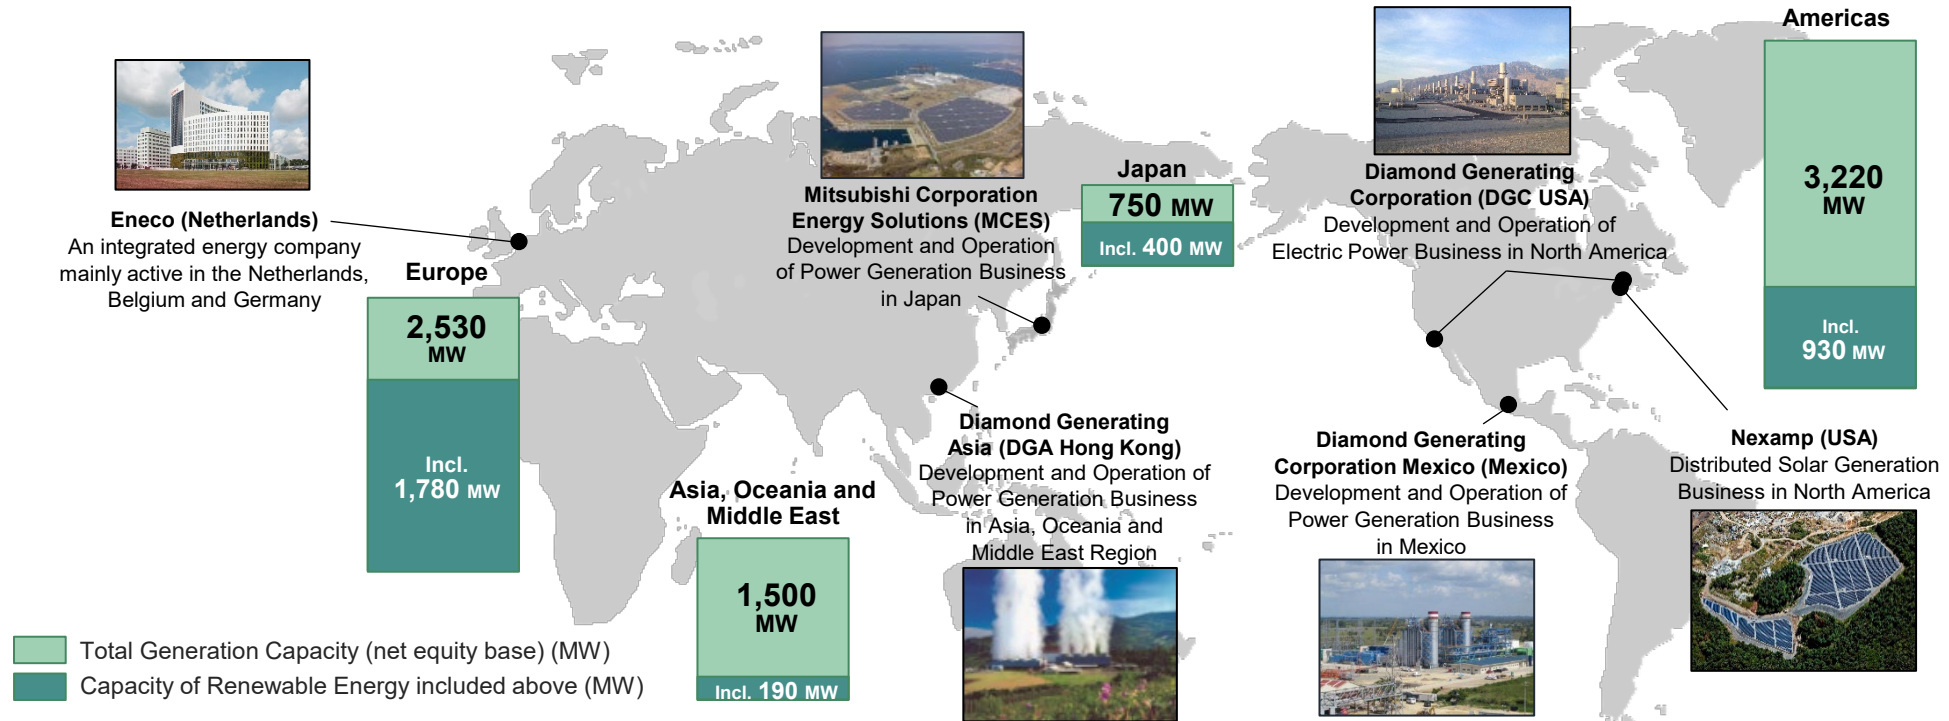 Eneco (Netherlands)
An integrated energy company
mainly active in the Netherlands,
Belgium and Germany
Europe
2,530
MW
Incl.
1,780 MW
Mitsubishi Corporation
Energy Solutions (MCES)
Development and Operation
of Power Generation Business
in Japan
Japan
750 MW
Incl. 400 MW
Asia, Oceania and
Middle East
1,500
MW
Incl. 190 MW
Diamond Generating
Asia (DGA Hong Kong)
Development and Operation of
Power Generation Business
in Asia, Oceania and
Middle East Region
Diamond Generating
Corporation (DGC USA)
Development and Operation of
Electric Power Business in North America
Diamond Generating
Corporation Mexico (Mexico)
Development and Operation of
Power Generation Business
in Mexico
Americas
3,220
MW
Incl.
930 MW
Nexamp (USA)
Distributed Solar Generation
Business in North America
Total Generation Capacity (net equity base) (MW)
Capacity of Renewable Energy included above (MW)